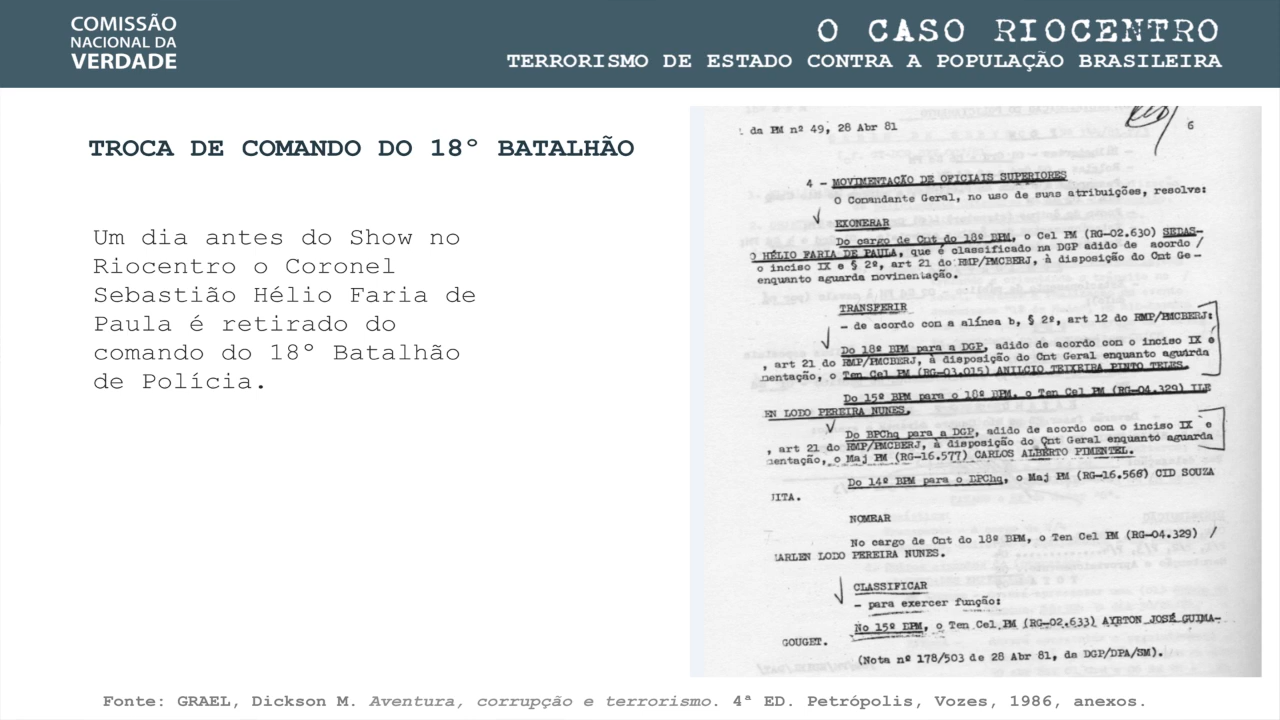 COMISSÃO
NACIONAL DA
VERDADE
O CASO RIOCENTRO
TERRORISMO DE ESTADO CONTRA A POPULAÇÃO BRASILEIRA
TROCA DE COMANDO DO 18º BATALHÃO
Um dia antes do Show no
Riocentro o Coronel
Sebastião Hélio Faria de
Paula é retirado do
comando do 18º Batalhão
de Polícia.
da PM nº 49, 28 Abr 81
6
4 - MOVIMENTAÇÃO DE OFICIAIS SUPERIORES
O Comandante Geral, no uso de suas atribuições, resolve:
EXONERAR
Do cargo de Cmt do 18º BPM, o Cel PM (RG-02.630) SEBAS-
O HÉLIO FARIA DE PAULA, que é classificado na DGP adido de acordo /
o inciso IX e § 2º, art 21 do RMP/PMCBERJ, à disposição do Cmt Ge-
enquanto aguarda movimentação.
TRANSFERIR
- de acordo com a alínea b, § 2º, art 12 do RMP/PMCBERJ:
Do 18º BPM para a DGP, adido de acordo com o inciso IX e
, art 21 do RMP/PMCBERJ, à disposição do Cmt Geral enquanto aguarda
mentação, o Ten Cel PM (RG-03.015) ANILCIO TEIXEIRA PINTO TELES.
Do 15º BPM para o 18º BPM, o Ten Cel PM (RG-04.329)
EN LODO PEREIRA NUNES.
Do BPChq para a DGP, adido de acordo com o inciso IX e
, art 21 do RMP/PMCBERJ, à disposição do Cmt Geral enquanto aguarda
mentação, o Maj PM (RG-16.577) CARLOS ALBERTO PIMENTEL.
Do 14º BPM para o BPChq, o Maj PM (RG-16.566) CID SOUZA
ITA.
NOMEAR
No cargo de Cmt do 18º BPM, o Ten Cel PM (RG-04.329) /
ARLEN LODO PEREIRA NUNES.
CLASSIFICAR
- para exercer função:
No 15º BPM, o Ten Cel PM (RG-02.633) AYRTON JOSÉ GUIMA-
GOUGET.
(Nota nº 178/503 de 28 Abr 81, da DGP/DPA/SM).
Fonte: GRAEL, Dickson M. Aventura, corrupção e terrorismo. 4ª ED. Petrópolis, Vozes, 1986, anexos.